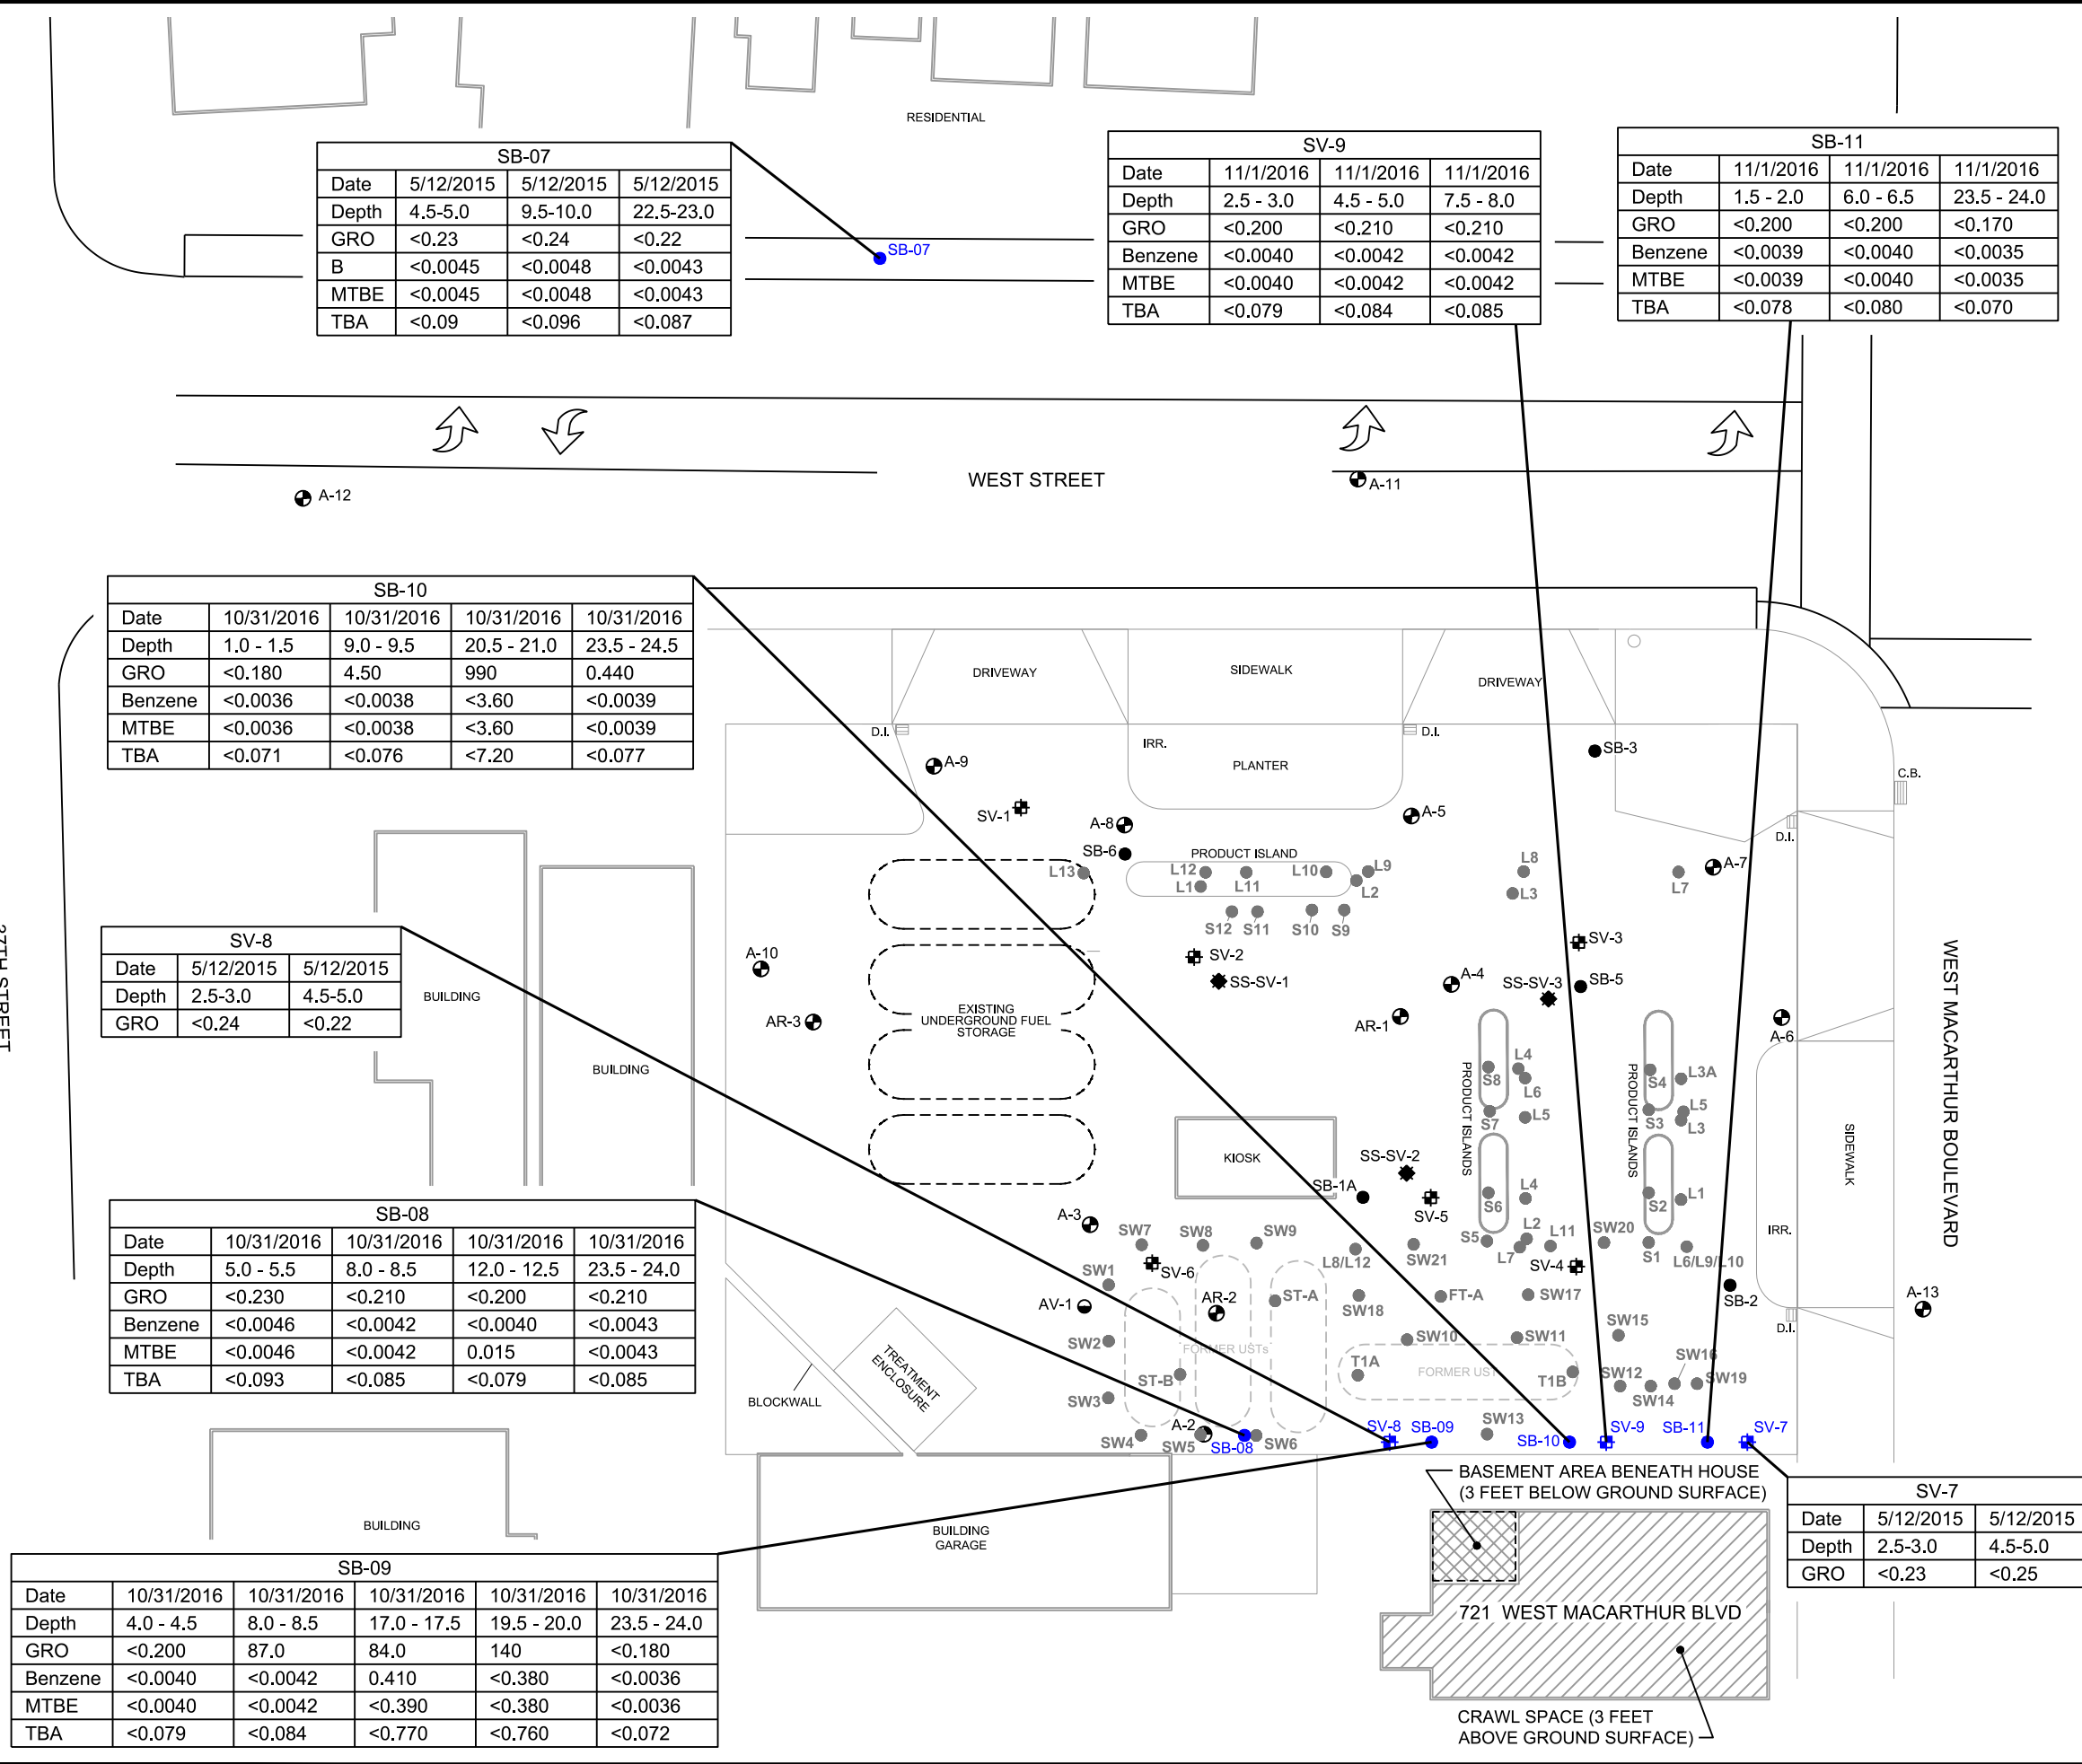 RESIDENTIAL
SB-07
Date 5/12/2015 5/12/2015 5/12/2015
Depth 4.5-5.0 9.5-10.0 22.5-23.0
GRO <0.23 <0.24 <0.22
B <0.0045 <0.0048 <0.0043
MTBE <0.0045 <0.0048 <0.0043
TBA <0.09 <0.096 <0.087
SB-07
SV-9
Date 11/1/2016 11/1/2016 11/1/2016
Depth 2.5 - 3.0 4.5 - 5.0 7.5 - 8.0
GRO <0.200 <0.210 <0.210
Benzene <0.0040 <0.0042 <0.0042
MTBE <0.0040 <0.0042 <0.0042
TBA <0.079 <0.084 <0.085
SB-11
Date 11/1/2016 11/1/2016 11/1/2016
Depth 1.5 - 2.0 6.0 - 6.5 23.5 - 24.0
GRO <0.200 <0.200 <0.170
Benzene <0.0039 <0.0040 <0.0035
MTBE <0.0039 <0.0040 <0.0035
TBA <0.078 <0.080 <0.070
WEST STREET
A-12
A-11
SB-10
Date 10/31/2016 10/31/2016 10/31/2016 10/31/2016
Depth 1.0 - 1.5 9.0 - 9.5 20.5 - 21.0 23.5 - 24.5
GRO <0.180 4.50 990 0.440
Benzene <0.0036 <0.0038 <3.60 <0.0039
MTBE <0.0036 <0.0038 <3.60 <0.0039
TBA <0.071 <0.076 <7.20 <0.077
DRIVEWAY
SIDEWALK
DRIVEWAY
D.I.
IRR.
D.I.
PLANTER
SB-3
A-9
C.B.
SV-1
A-8
A-5
D.I.
SB-6
PRODUCT ISLAND
L13
L12
L1
L11
L10
L9
L2
L8
L3
L7
A-7
S12
S11
S10
S9
SV-8
Date 5/12/2015 5/12/2015
Depth 2.5-3.0 4.5-5.0
GRO <0.24 <0.22
BUILDING
BUILDING
37TH STREET
A-10
AR-3
EXISTING
UNDERGROUND FUEL
STORAGE
SV-2
SS-SV-1
A-4
AR-1
SS-SV-3
SV-3
SB-5
A-6
WEST MACARTHUR BOULEVARD
PRODUCT ISLANDS
S8
L4
L6
S7
L5
PRODUCT ISLANDS
S4
L3A
S3
L5
L3
SIDEWALK
KIOSK
SS-SV-2
SB-1A
SV-5
S6
L4
S2
L1
IRR.
SB-08
Date 10/31/2016 10/31/2016 10/31/2016 10/31/2016
Depth 5.0 - 5.5 8.0 - 8.5 12.0 - 12.5 23.5 - 24.0
GRO <0.230 <0.210 <0.200 <0.200
Benzene <0.0046 <0.0042 <0.0040 <0.0043
MTBE <0.0046 <0.0042 0.015 <0.0043
TBA <0.093 <0.085 <0.079 <0.085
A-3
SW7
SW8
SW9
L8/L12
SW21
S5
L2
L7
L11
SW20
S1
L6/L9/L10
SW1
SV-6
SV-4
AV-1
AR-2
ST-A
SW18
FT-A
SW17
SB-2
A-13
D.I.
SW2
FORMER USTs
SW10
SW11
SW15
T1A
FORMER UST
T1B
SW12
SW14
SW16
SW19
TREATMENT
ENCLOSURE
BLOCKWALL
ST-B
SW3
SW4
A-2
SW5
SB-08
SW6
SV-8
SB-09
SW13
SB-10
SV-9
SB-11
SV-7
BASEMENT AREA BENEATH HOUSE
(3 FEET BELOW GROUND SURFACE)
SV-7
Date 5/12/2015 5/12/2015
Depth 2.5-3.0 4.5-5.0
GRO <0.23 <0.25
BUILDING
BUILDING
GARAGE
SB-09
Date 10/31/2016 10/31/2016 10/31/2016 10/31/2016 10/31/2016
Depth 4.0 - 4.5 8.0 - 8.5 17.0 - 17.5 19.5 - 20.0 23.5 - 24.0
GRO <0.200 87.0 84.0 140 <0.180
Benzene <0.0040 <0.0042 0.410 <0.380 <0.0036
MTBE <0.0040 <0.0042 <0.390 <0.380 <0.0036
TBA <0.079 <0.084 <0.770 <0.760 <0.072
721 WEST MACARTHUR BLVD
CRAWL SPACE (3 FEET
ABOVE GROUND SURFACE)